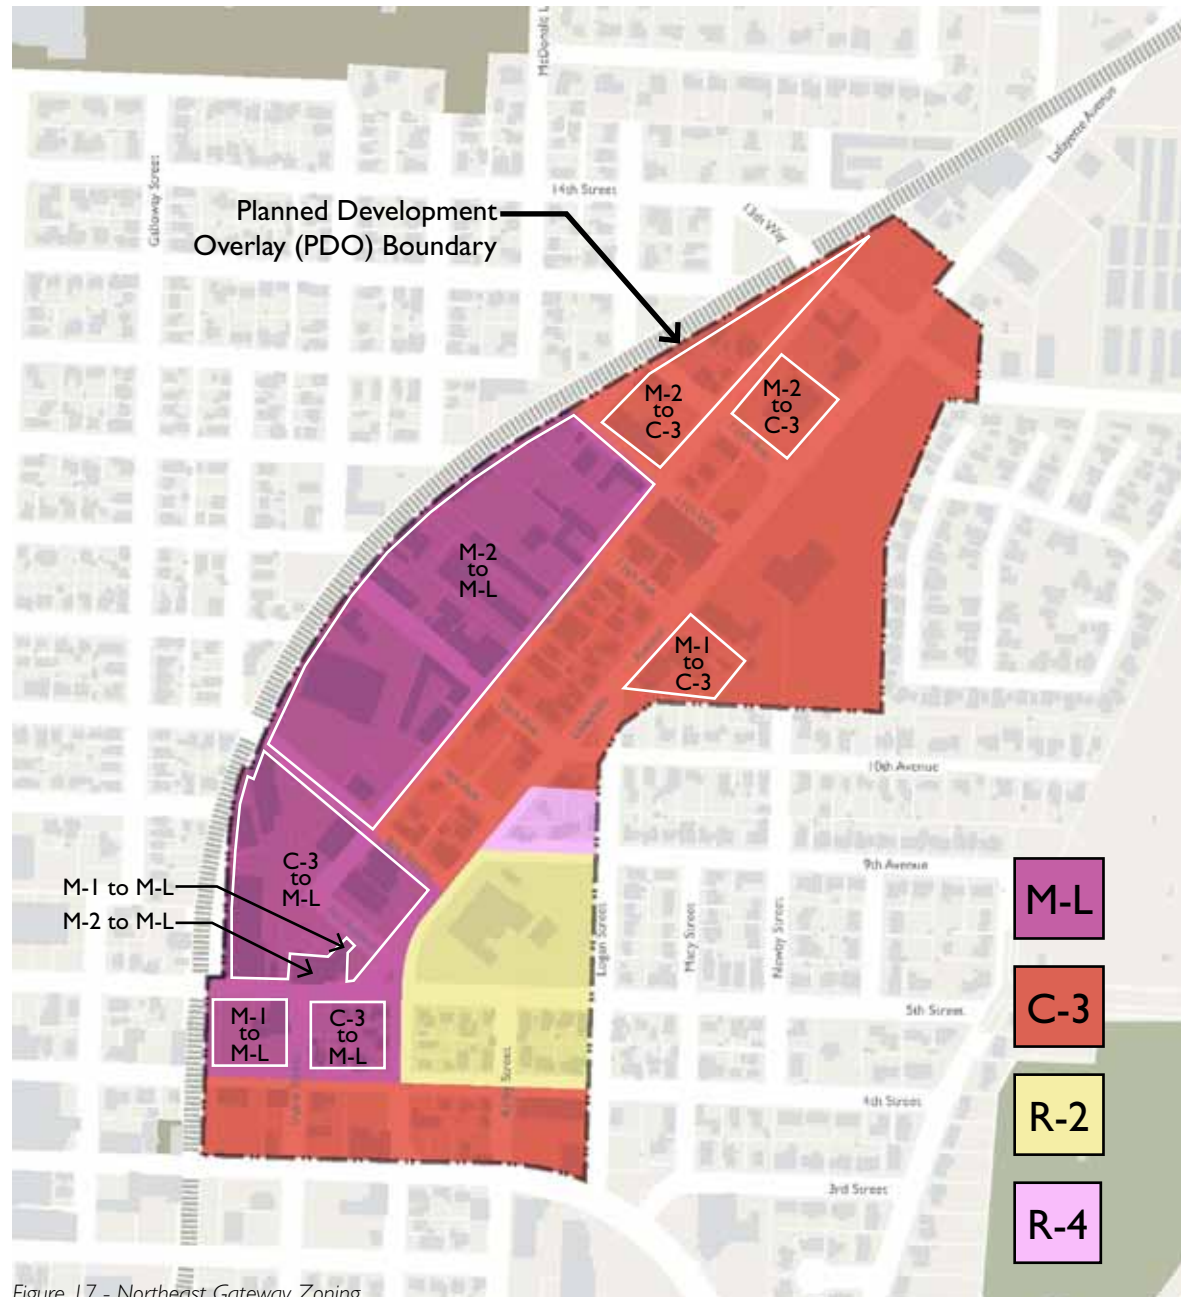 McDonald L
Galloway Street
14th Street
13th Way
Lafayette Avenue
Planned Development
Overlay (PDO) Boundary
M-2
to
C-3
M-2
to
C-3
M-2
to
M-L
M-1
to
C-3
10th Avenue
9th Avenue
C-3
to
M-L
M-1 to M-L
M-2 to M-L
Logan Street
Macy Street
Newby Street
5th Street
M-1
to
M-L
C-3
to
M-L
4th Street
3rd Street
M-L
C-3
R-2
R-4
Figure 17 - Northeast Gateway Zoning